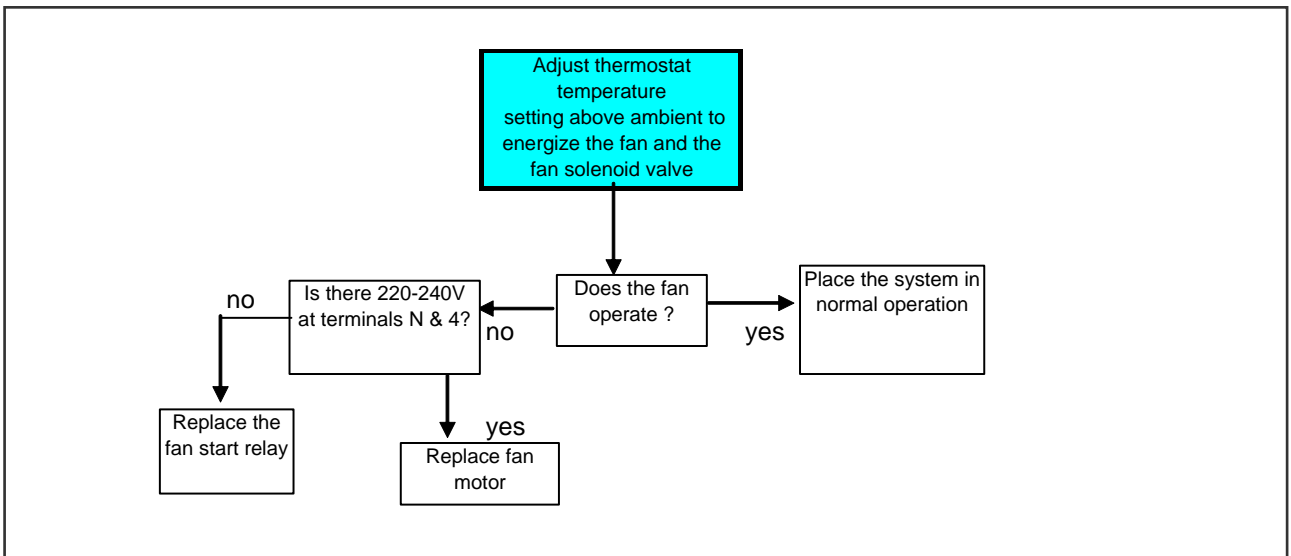 Adjust thermostat
temperature
setting above ambient to
energize the fan and the
fan solenoid valve
Does the fan
operate ?
yes
Place the system in
normal operation
no
Is there 220-240V
at terminals N & 4?
no
Replace the
fan start relay
yes
Replace fan
motor